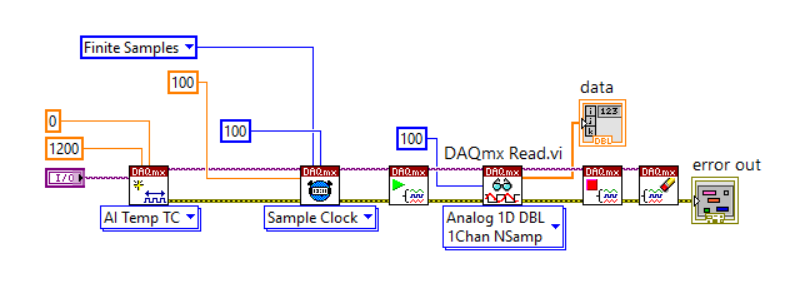 Finite Samples
100
data
0
100
100
i 123
j
k
DBL
DAQmx Read.vi
1200
error out
I/O
DAQmx
DAQmx
DAQmx
DAQmx
DAQmx
DAQmx
AI Temp TC
Sample Clock
Analog 1D DBL
1Chan NSamp